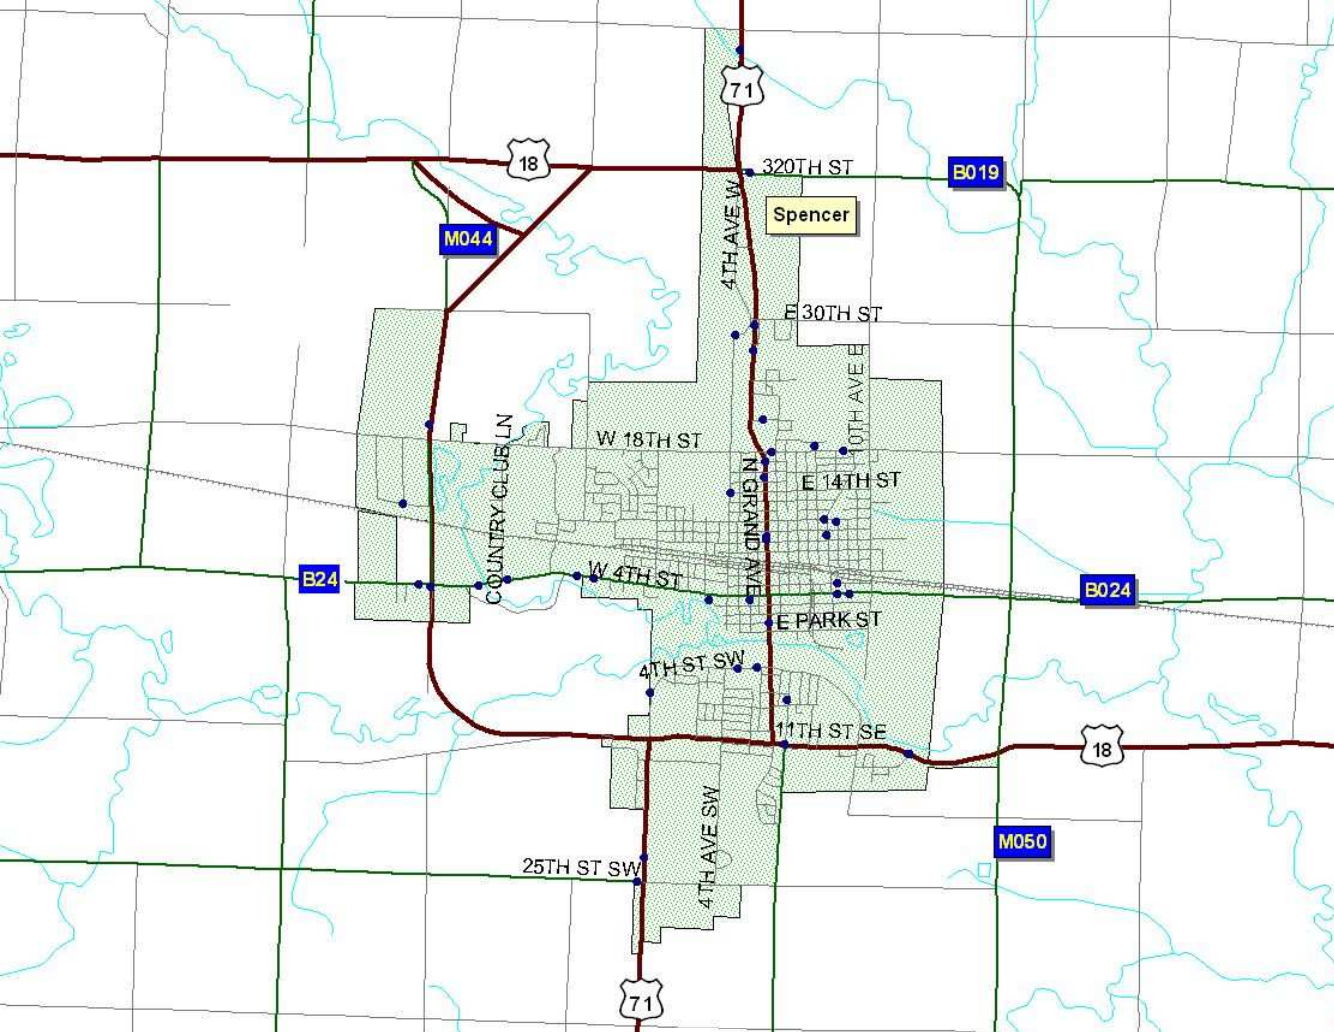 71
18
320TH ST
B019
4TH AVE W
Spencer
M044
E 30TH ST
10TH AVE E
COUNTRY CLUB LN
W 18TH ST
N GRAND AVE
E 14TH ST
B24
W 4TH ST
B024
E PARK ST
4TH ST SW
11TH ST SE
18
4TH AVE SW
M050
25TH ST SW
71